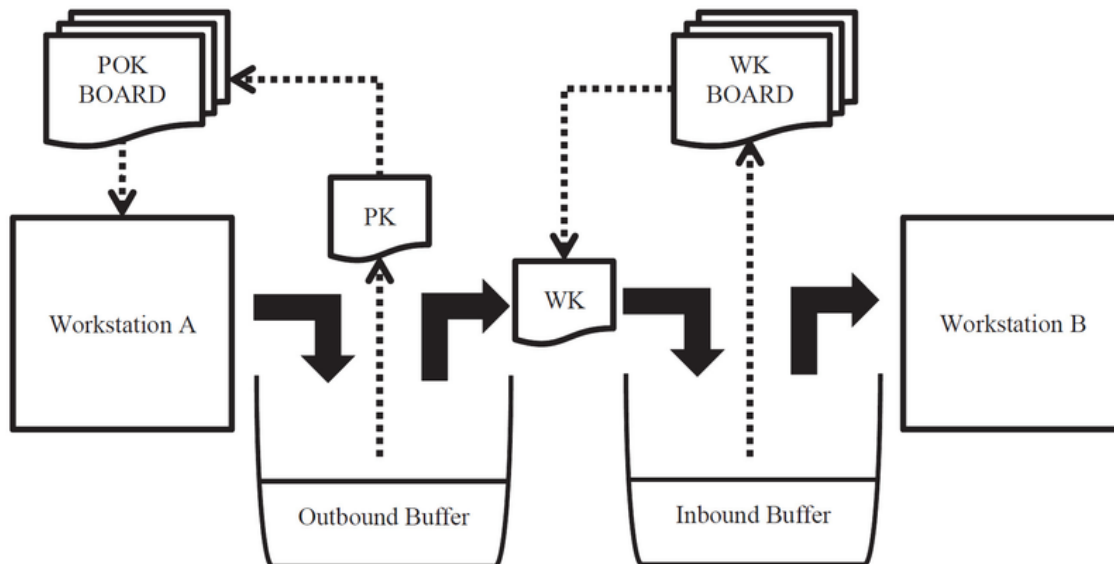 POK
BOARD
WK
BOARD
PK
WK
Workstation A
Workstation B
Outbound Buffer
Inbound Buffer